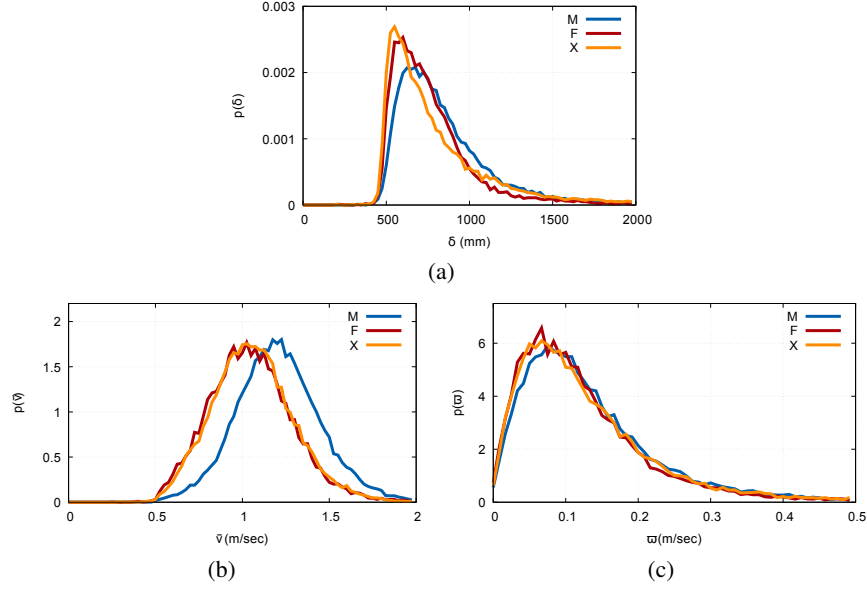 0.003
0.002
0.001
0
p(δ)
M
F
X
0 500 1000 1500 2000
δ (mm)
(a)
2
1.5
1
0.5
0
p(v̄)
M
F
X
0 0.5 1 1.5 2
v̄(m/sec)
(b)
6
4
2
0
p(ϖ)
M
F
X
0 0.1 0.2 0.3 0.4 0.5
ϖ(m/sec)
(c)